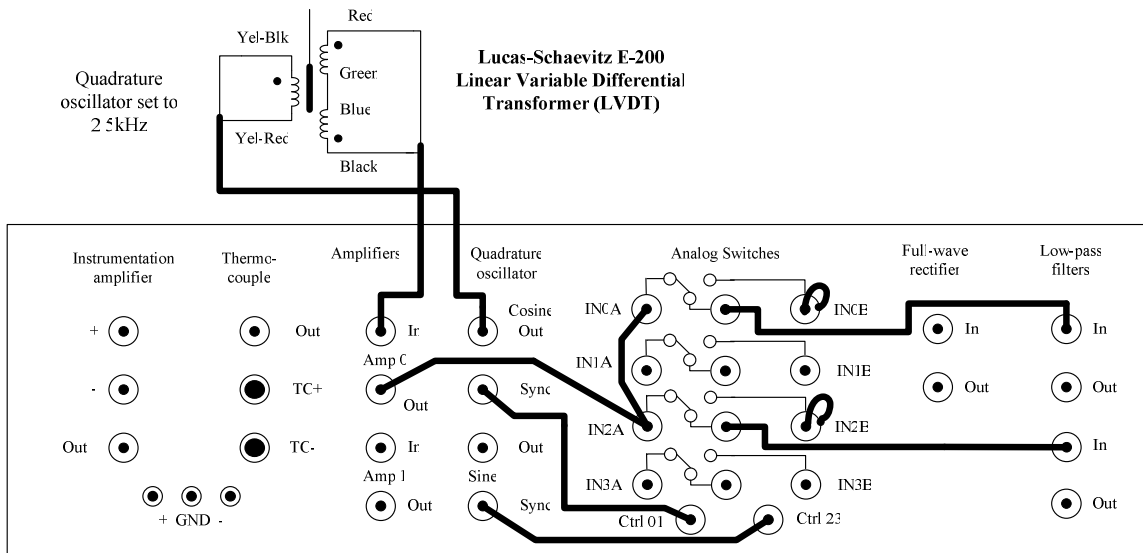 Red
Yel-Blk
Green
Blue
Yel-Red
Black
Quadrature
oscillator set to
2.5kHz
Lucas-Schaevitz E-200
Linear Variable Differential
Transformer (LVDT)
Instrumentation
amplifier
+
-
Out
+ GND -
Thermo-
couple
Out
TC+
TC-
Amplifiers
In
Amp 0
Out
In
Amp 1
Out
Quadrature
oscillator
Cosine
Out
Sync
Out
Sine
Sync
Analog Switches
IN0A
IN0B
IN1A
IN1B
IN2A
IN2B
IN3A
IN3B
Ctrl 01
Ctrl 23
Full-wave
rectifier
In
Out
Low-pass
filters
In
Out
In
Out